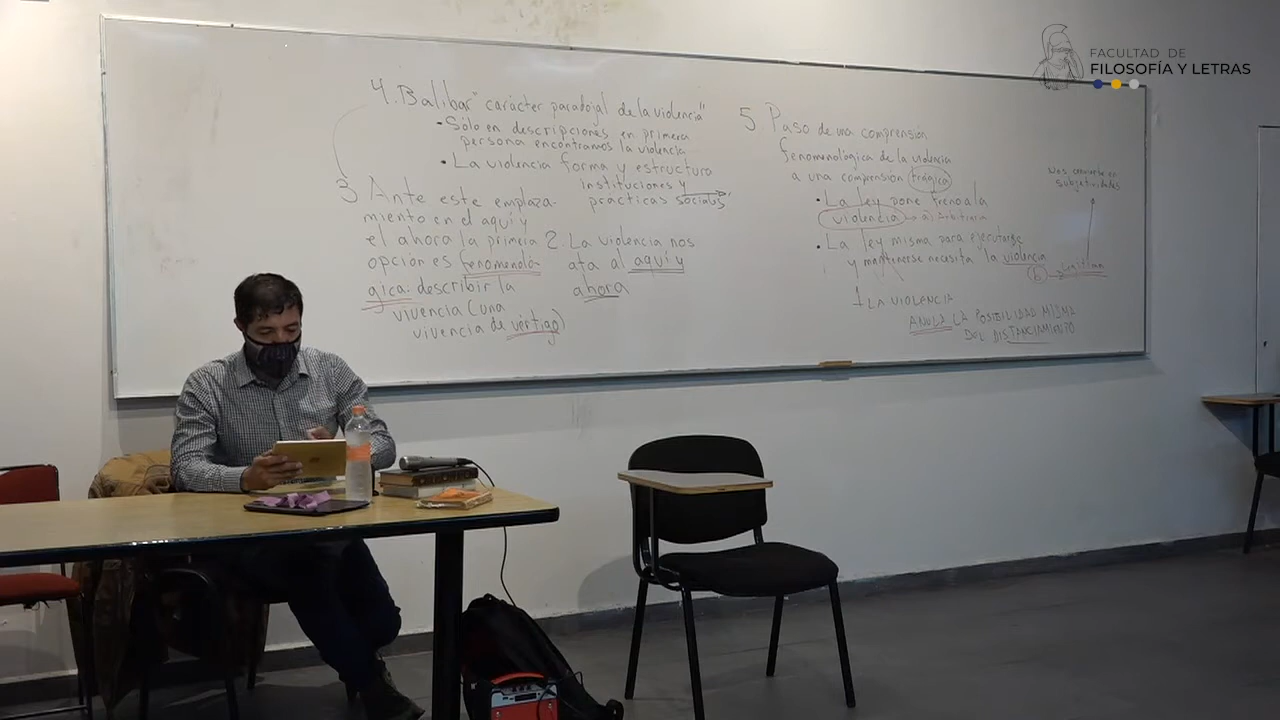 FACULTAD DE
FILOSOFÍA Y LETRAS
4. Balibar "carácter paradojal de la violencia"
• Sólo en descripciones en primera
persona encontramos la violencia
• La violencia forma y estructura
instituciones y
prácticas sociales
3 Ante este emplaza-
miento en el aquí y
el ahora la primera
opción es fenomenoló-
gica. describir la
vivencia (una
vivencia de vértigo)
2. La violencia nos
ata al aquí y
ahora
5. Paso de una comprensión
fenomenológica de la violencia
a una comprensión trágica
• La ley pone freno a la
violencia → a) arbitraria
• La ley misma para ejecutarse
y mantenerse necesita la violencia
(b) → legítima
Nos convierte en
subjetividades
1 LA VIOLENCIA
ANULA LA POSIBILIDAD MISMA
DEL DISTANCIAMIENTO